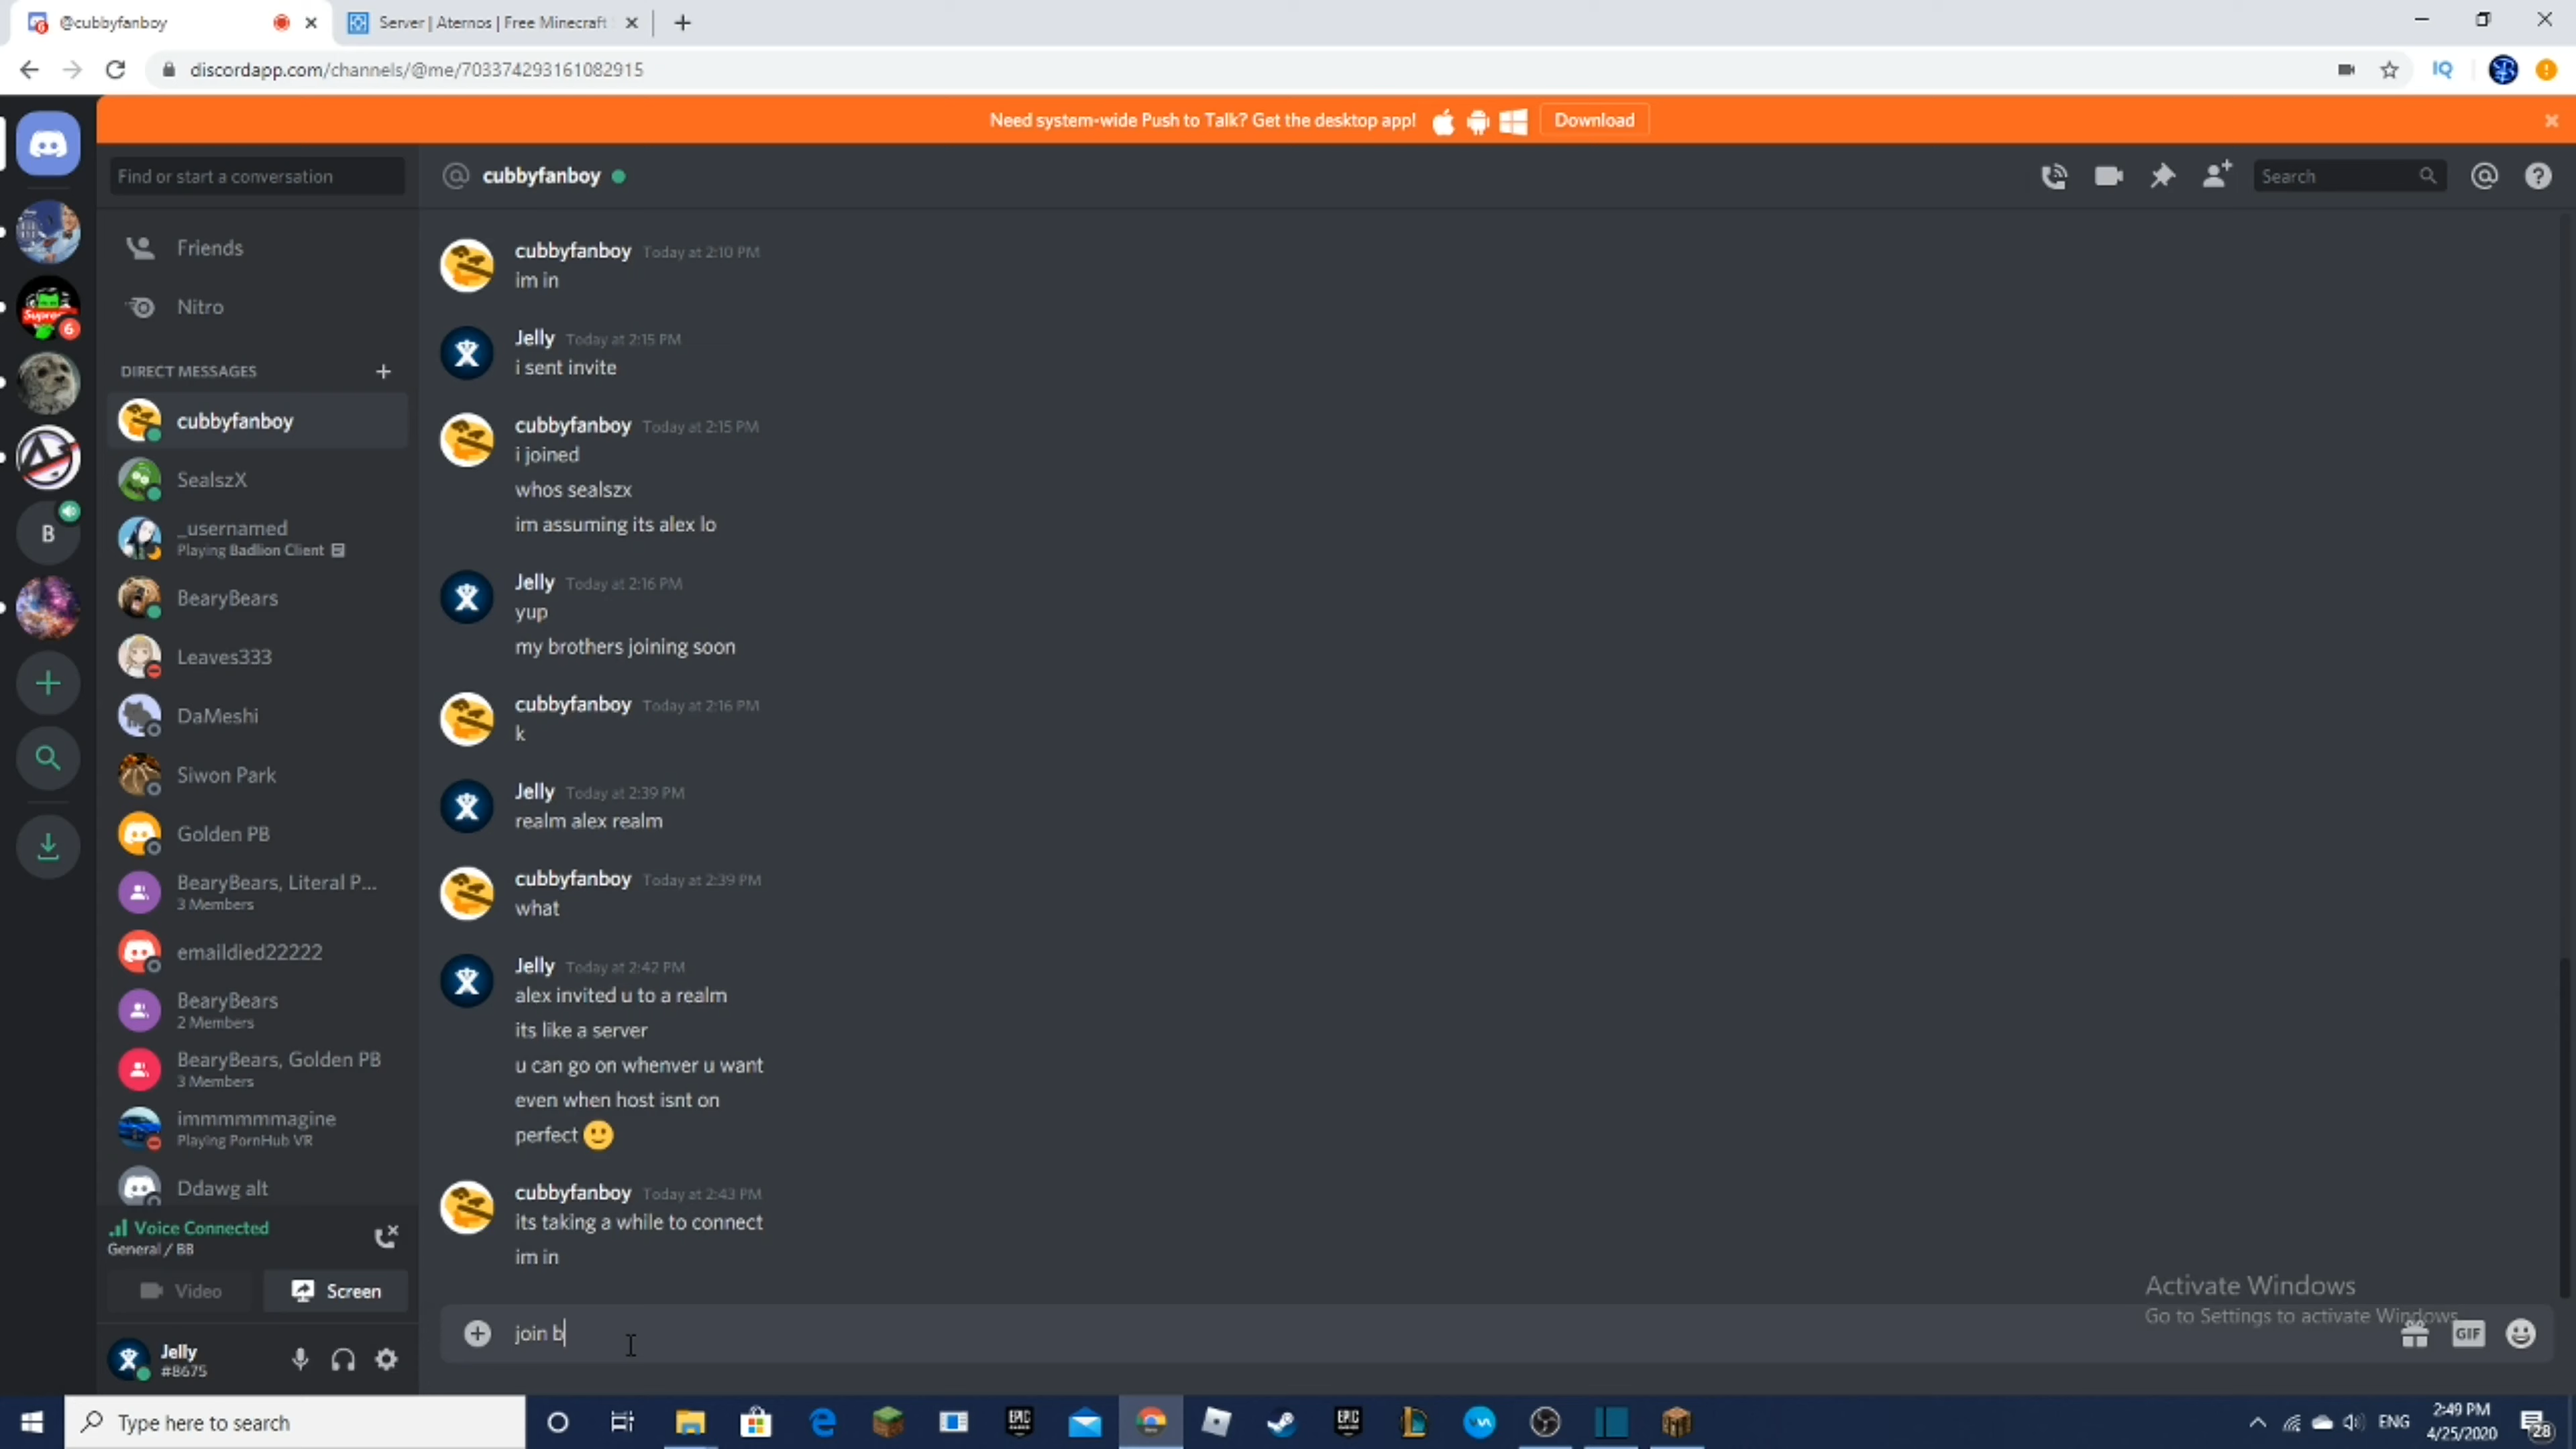 @cubbyfanboy
Server | Aternos | Free Minecraft
discordapp.com/channels/@me/703374293161082915
IQ
Need system-wide Push to Talk? Get the desktop app!
Download
Find or start a conversation
cubbyfanboy
Search
Friends
Nitro
DIRECT MESSAGES
cubbyfanboy
SealszX
_usernamed
Playing Badlion Client
BearyBears
Leaves333
DaMeshi
Siwon Park
Golden PB
BearyBears, Literal P...
3 Members
emaildied22222
BearyBears
2 Members
BearyBears, Golden PB
3 Members
immmmmmagine
Playing PornHub VR
Ddawg alt
6
B
Voice Connected
General / BB
Video
Screen
Jelly
#8675
cubbyfanboy Today at 2:10 PM
im in
Jelly Today at 2:15 PM
i sent invite
cubbyfanboy Today at 2:15 PM
i joined
whos sealszx
im assuming its alex lo
Jelly Today at 2:16 PM
yup
my brothers joining soon
cubbyfanboy Today at 2:16 PM
k
Jelly Today at 2:39 PM
realm alex realm
cubbyfanboy Today at 2:39 PM
what
Jelly Today at 2:42 PM
alex invited u to a realm
its like a server
u can go on whenver u want
even when host isnt on
perfect
cubbyfanboy Today at 2:43 PM
its taking a while to connect
im in
join b
GIF
Activate Windows
Go to Settings to activate Windows.
Type here to search
EPIC
EPIC
ENG
2:49 PM
4/25/2020
28